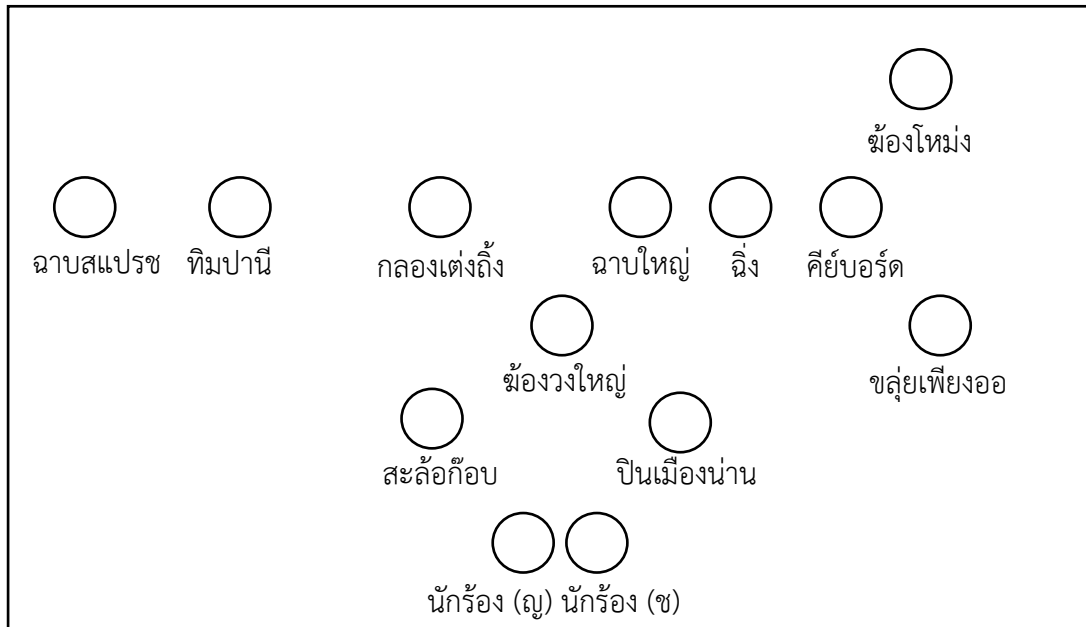 ฆ้องโหม่ง
ฉาบสแปรช ทิมปานี กลองเต่งถิ้ง ฉาบใหญ่ ฉิ่ง คีย์บอร์ด
ฆ้องวงใหญ่ ขลุ่ยเพียงออ
สะล้อก๊อบ ปินเมืองน่าน
นักร้อง (ญ) นักร้อง (ช)